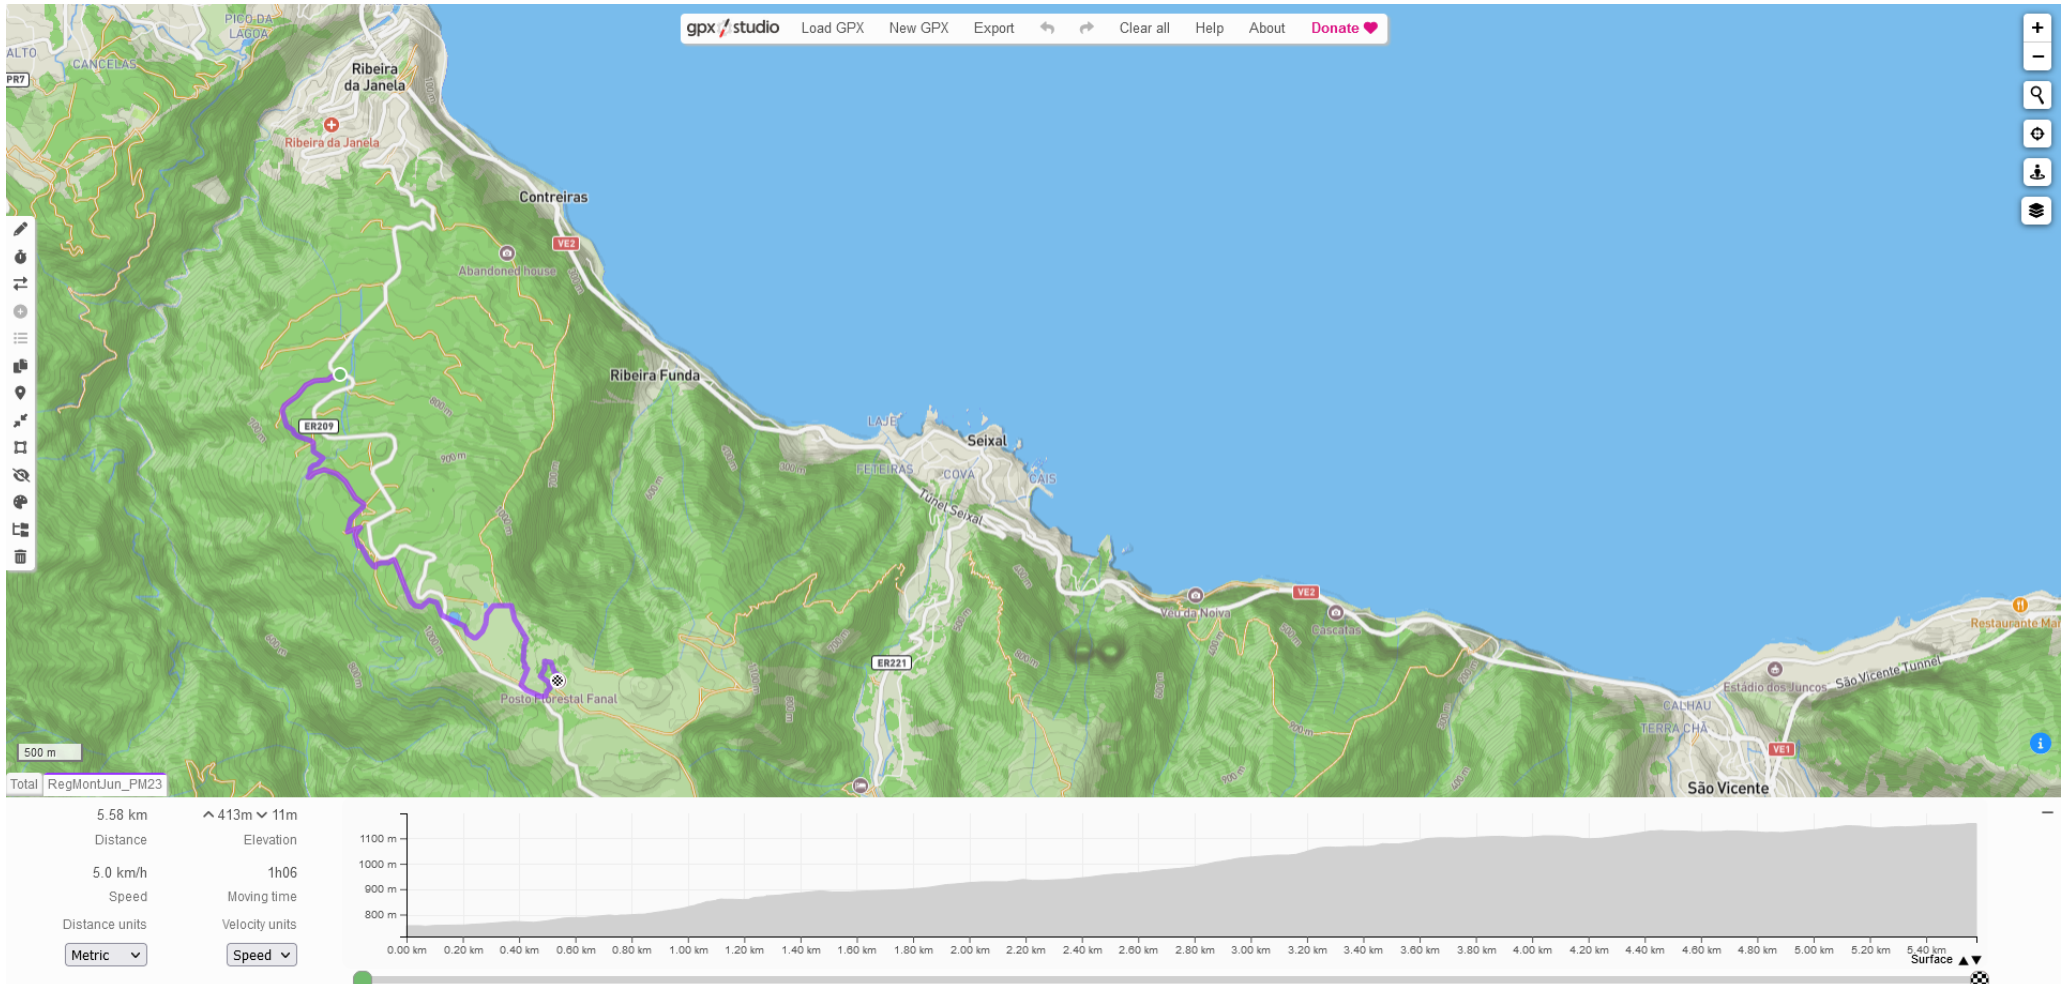 gpx studio Load GPX New GPX Export Clear all Help About Donate
PICO DA
LAGOA
ALTO
CANCELAS
PR7
Ribeira
da Janela
100 m
Ribeira da Janela
Contreiras
VE2
Abandoned house
Ribeira Funda
800 m
ER209
900 m
LAJE
Seixal
FETEIRAS
COVA
CAIS
300 m
Túnel Seixal
600 m
1000 m
VE2
Véu da Noiva
Cascatas
Restaurante Mar
ER221
São Vicente Tunnel
Estádio dos Juncos
Posto Florestal Fanal
CALHAU
TERRA CHÃ
900 m
VE1
500 m
São Vicente
Total RegMontJun_PM23
5.58 km 413m 11m
Distance Elevation
5.0 km/h 1h06
Speed Moving time
Distance units Velocity units
Metric Speed
1100 m
1000 m
900 m
800 m
0.00 km 0.20 km 0.40 km 0.60 km 0.80 km 1.00 km 1.20 km 1.40 km 1.60 km 1.80 km 2.00 km 2.20 km 2.40 km 2.60 km 2.80 km 3.00 km 3.20 km 3.40 km 3.60 km 3.80 km 4.00 km 4.20 km 4.40 km 4.60 km 4.80 km 5.00 km 5.20 km 5.40 km
Surface